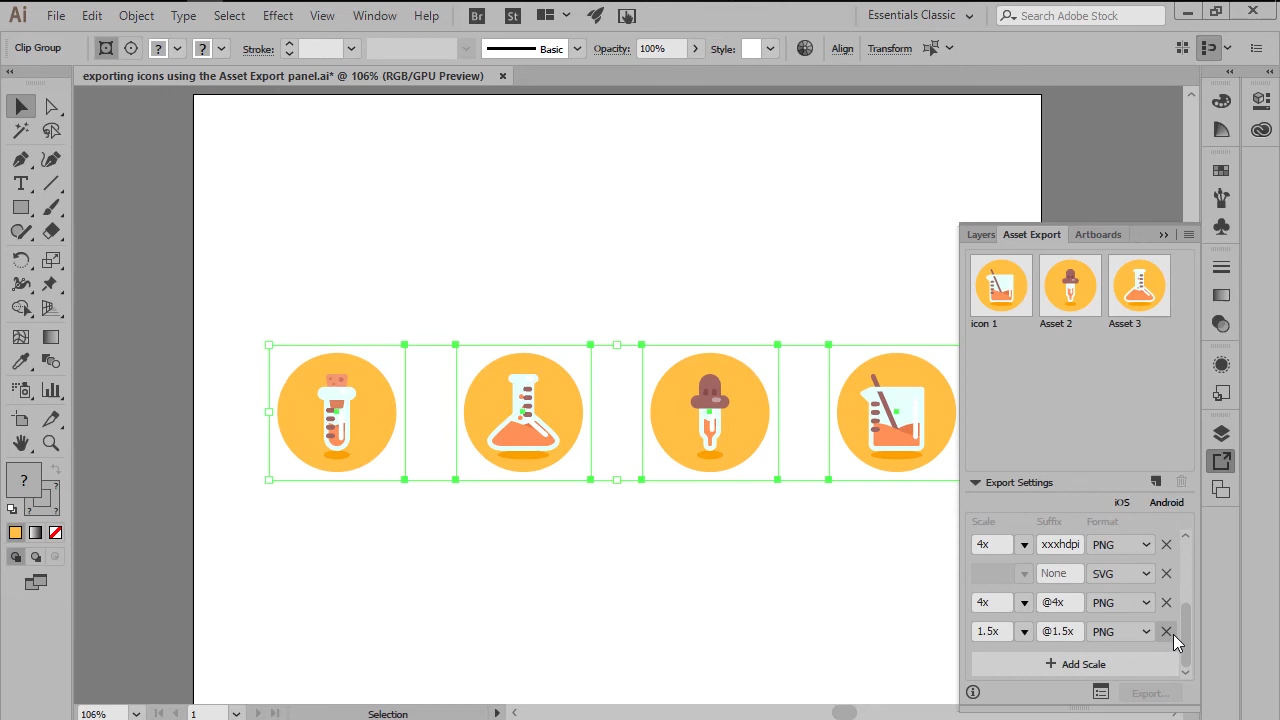 Ai File Edit Object Type Select Effect View Window Help Br St Essentials Classic Search Adobe Stock
Clip Group ? ? Stroke: Basic Opacity: 100% Style: Align Transform
exporting icons using the Asset Export panel.ai* @ 106% (RGB/GPU Preview)
Layers Asset Export Artboards
icon 1 Asset 2 Asset 3
?
?
Export Settings
iOS Android
Scale Suffix Format
4x xxxhdpi PNG
None SVG
4x @4x PNG
1.5x @1.5x PNG
+ Add Scale
Export...
106% 1 Selection